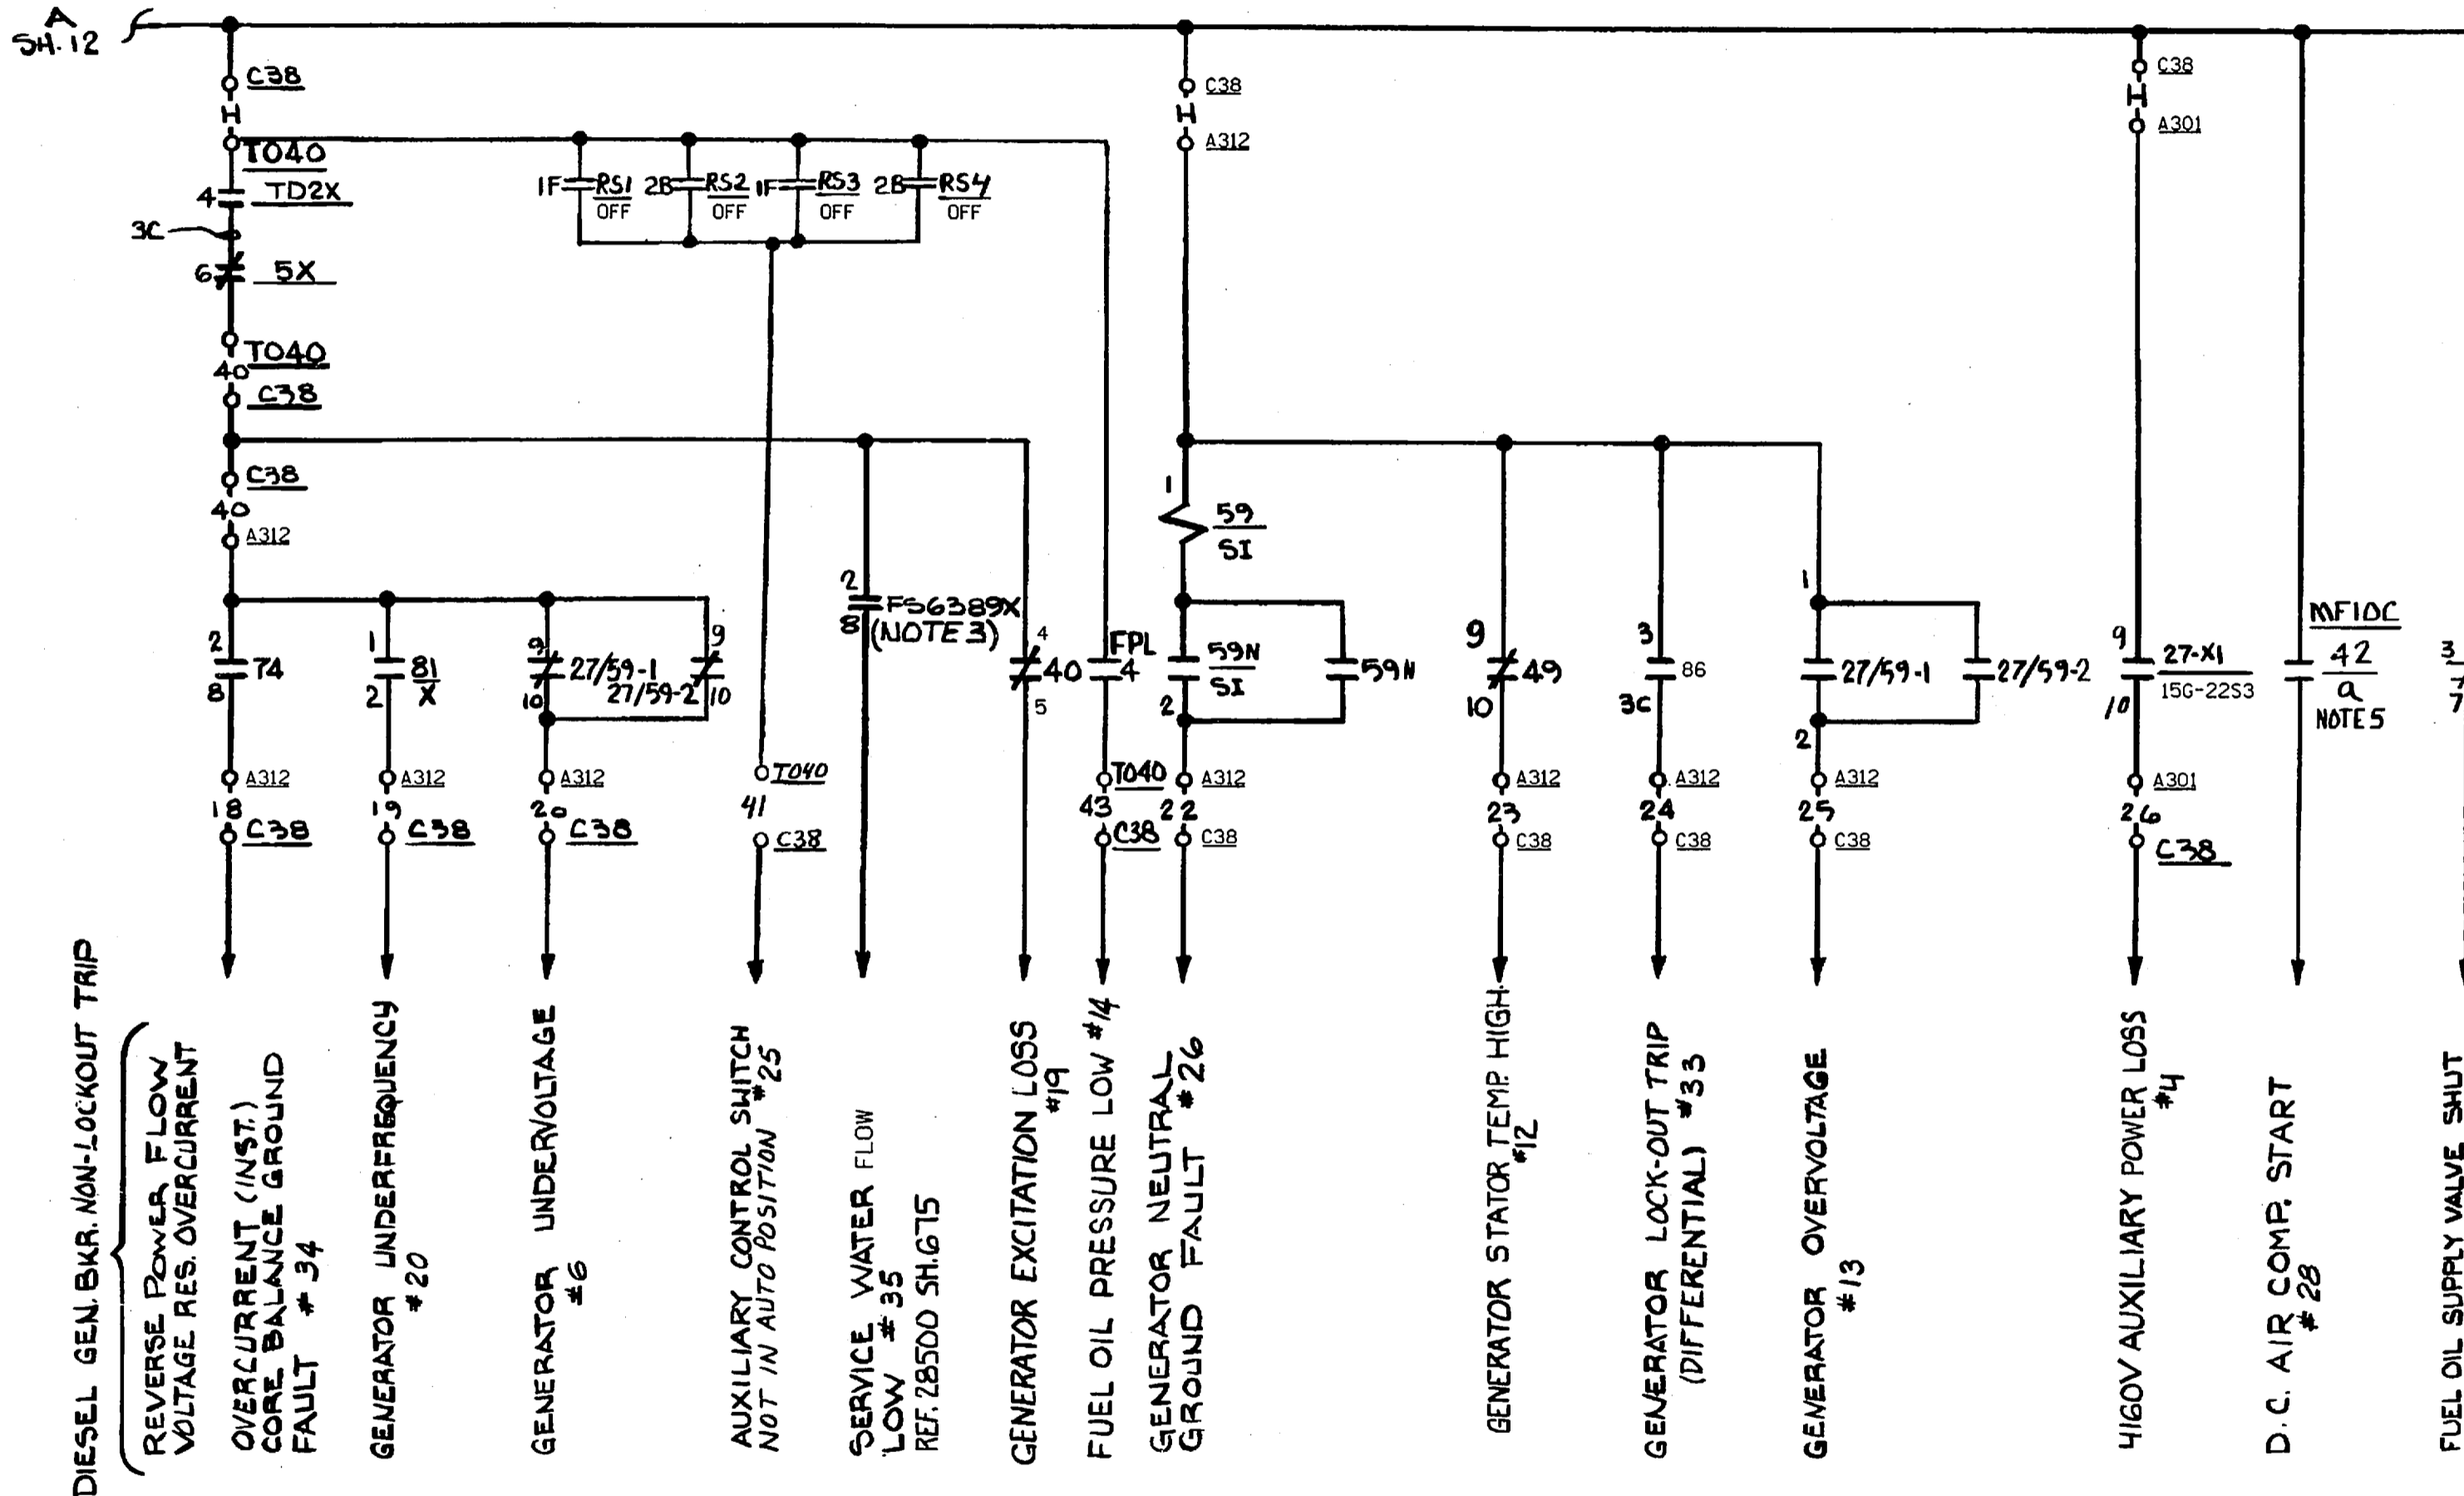 A
SH. 12
C38
H
TO40
4 TD2X
3C
6 5X
TO40
40
C38
C38
40
A312
1F RS1
OFF
2B RS2
OFF
1F RS3
OFF
2B RS4
OFF
C38
H
A312
C38
H
A301
1
59
SI
2
8
74
1
2
81
X
9
10
27/59-1
27/59-2
9
10
2
8
FS6389X
(NOTE 3)
4
40
5
FPL
4
59N
SI
2
59N
9
10
49
3
3C
86
1
2
27/59-1
27/59-2
9
10
27-X1
15G-22S3
MF1DC
42
a
NOTE 5
3
7
A312
18
C38
A312
19
C38
A312
20
C38
TO40
41
C38
TO40
43
C38
A312
22
C38
A312
23
C38
A312
24
C38
A312
25
C38
A301
26
C38
DIESEL GEN. BKR. NON-LOCKOUT TRIP
REVERSE POWER FLOW
VOLTAGE RES. OVERCURRENT
OVERCURRENT (INST.)
CORE BALANCE GROUND
FAULT #34
GENERATOR UNDERFREQUENCY
#20
GENERATOR UNDERVOLTAGE
#6
AUXILIARY CONTROL SWITCH
NOT IN AUTO POSITION #25
SERVICE WATER FLOW
LOW #35
REF. 28500 SH.675
GENERATOR EXCITATION LOSS
#19
FUEL OIL PRESSURE LOW #14
GENERATOR NEUTRAL
GROUND FAULT #26
GENERATOR STATOR TEMP. HIGH
#12
GENERATOR LOCK-OUT TRIP
(DIFFERENTIAL) #33
GENERATOR OVERVOLTAGE
#13
4160V AUXILIARY POWER LOSS
#4
D.C. AIR COMP. START
#28
FUEL OIL SUPPLY VALVE SHUT